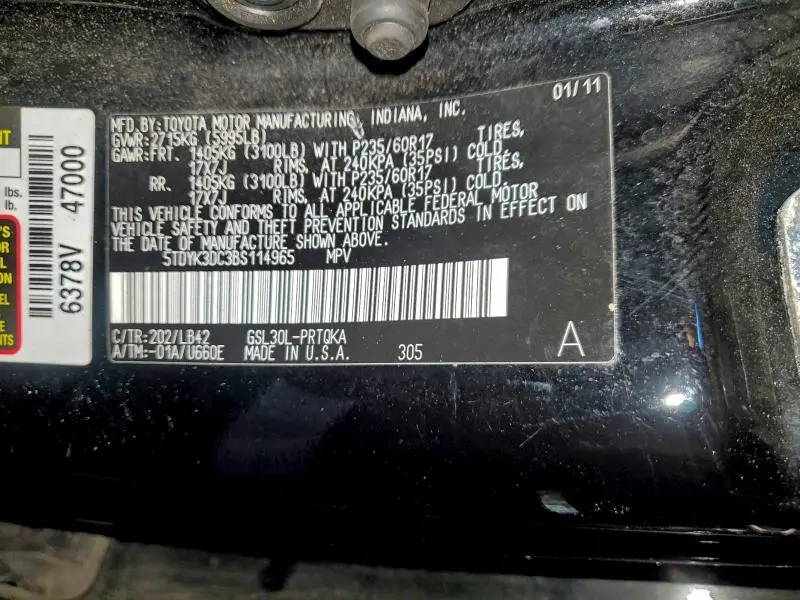 MFD. BY: TOYOTA MOTOR MANUFACTURING, INDIANA, INC. 01/11
GVWR: 2715KG (5995LB)
GAWR: FRT. 1405KG (3100LB) WITH P235/60R17 TIRES,
17X7J RIMS, AT 240KPA (35PSI) COLD
RR. 1405KG (3100LB) WITH P235/60R17 TIRES,
17X7J RIMS, AT 240KPA (35PSI) COLD
THIS VEHICLE CONFORMS TO ALL APPLICABLE FEDERAL MOTOR
VEHICLE SAFETY AND THEFT PREVENTION STANDARDS IN EFFECT ON
THE DATE OF MANUFACTURE SHOWN ABOVE.
5TDYK3DC3BS114965 MPV
C/TR: 202/LB42 GSL30L-PRTQKA
A/TM: -01A/U660E MADE IN U.S.A. 305 A
lbs.
lb.
6378V 47000